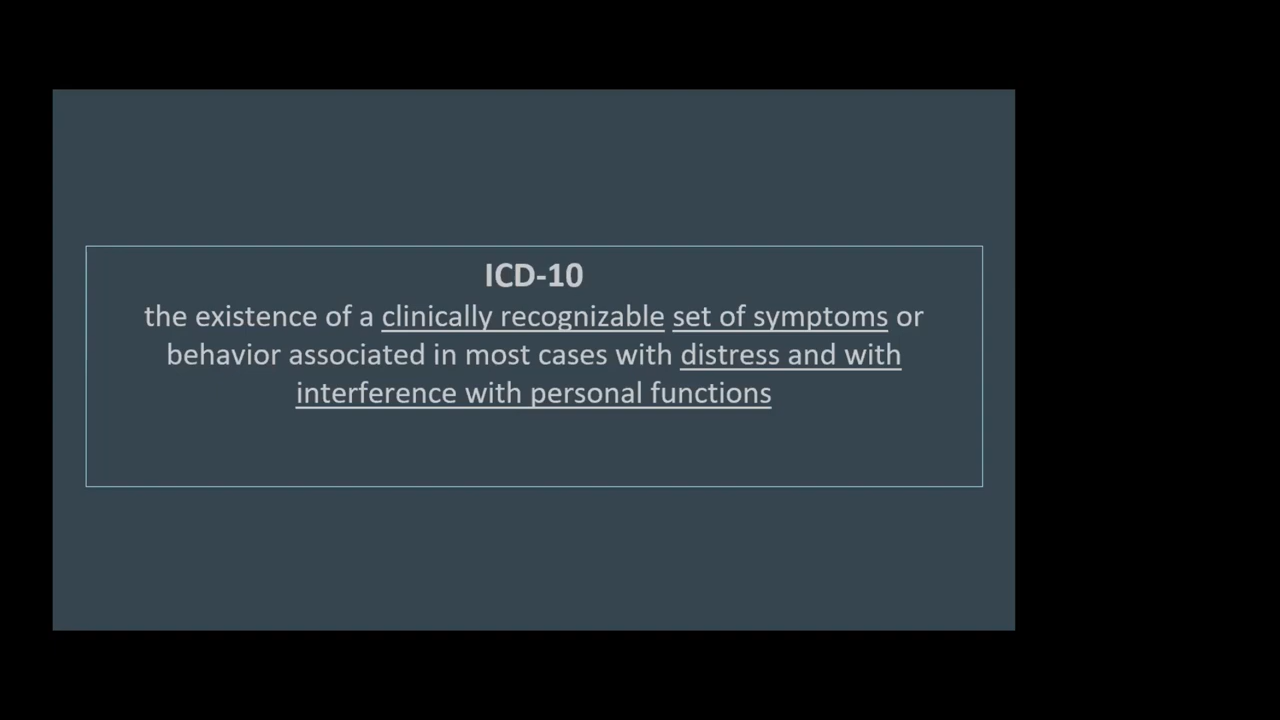 ICD-10
the existence of a clinically recognizable set of symptoms or
behavior associated in most cases with distress and with
interference with personal functions